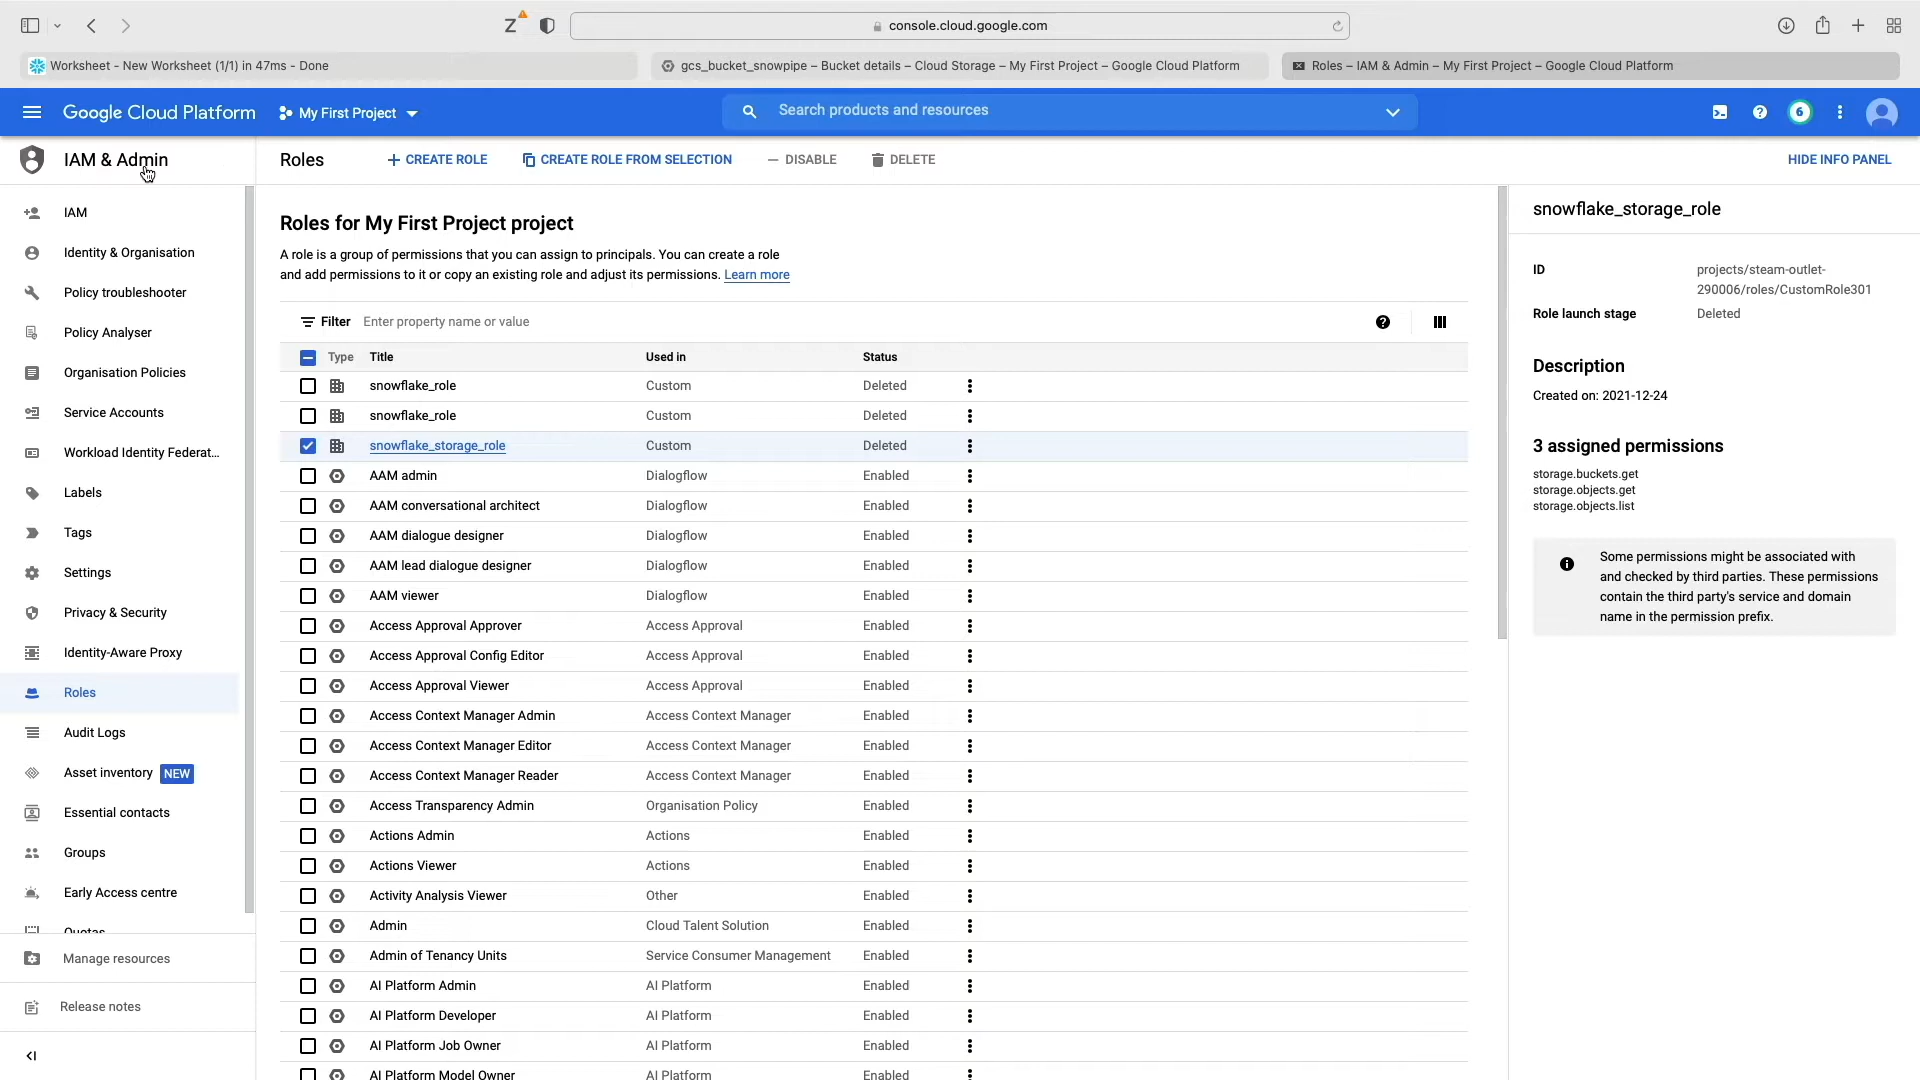 console.cloud.google.com
Worksheet - New Worksheet (1/1) in 47ms - Done
gcs_bucket_snowpipe – Bucket details – Cloud Storage – My First Project – Google Cloud Platform
Roles – IAM & Admin – My First Project – Google Cloud Platform
Google Cloud Platform
My First Project
Search products and resources
6
IAM & Admin
Roles
CREATE ROLE
CREATE ROLE FROM SELECTION
DISABLE
DELETE
HIDE INFO PANEL
IAM
Identity & Organisation
Policy troubleshooter
Policy Analyser
Organisation Policies
Service Accounts
Workload Identity Federat...
Labels
Tags
Settings
Privacy & Security
Identity-Aware Proxy
Roles
Audit Logs
Asset inventory NEW
Essential contacts
Groups
Early Access centre
Quotas
Manage resources
Release notes
Roles for My First Project project
A role is a group of permissions that you can assign to principals. You can create a role
and add permissions to it or copy an existing role and adjust its permissions. Learn more
Filter Enter property name or value
Type Title Used in Status
snowflake_role Custom Deleted
snowflake_role Custom Deleted
snowflake_storage_role Custom Deleted
AAM admin Dialogflow Enabled
AAM conversational architect Dialogflow Enabled
AAM dialogue designer Dialogflow Enabled
AAM lead dialogue designer Dialogflow Enabled
AAM viewer Dialogflow Enabled
Access Approval Approver Access Approval Enabled
Access Approval Config Editor Access Approval Enabled
Access Approval Viewer Access Approval Enabled
Access Context Manager Admin Access Context Manager Enabled
Access Context Manager Editor Access Context Manager Enabled
Access Context Manager Reader Access Context Manager Enabled
Access Transparency Admin Organisation Policy Enabled
Actions Admin Actions Enabled
Actions Viewer Actions Enabled
Activity Analysis Viewer Other Enabled
Admin Cloud Talent Solution Enabled
Admin of Tenancy Units Service Consumer Management Enabled
AI Platform Admin AI Platform Enabled
AI Platform Developer AI Platform Enabled
AI Platform Job Owner AI Platform Enabled
AI Platform Model Owner AI Platform Enabled
snowflake_storage_role
ID projects/steam-outlet-
290006/roles/CustomRole301
Role launch stage Deleted
Description
Created on: 2021-12-24
3 assigned permissions
storage.buckets.get
storage.objects.get
storage.objects.list
Some permissions might be associated with
and checked by third parties. These permissions
contain the third party's service and domain
name in the permission prefix.